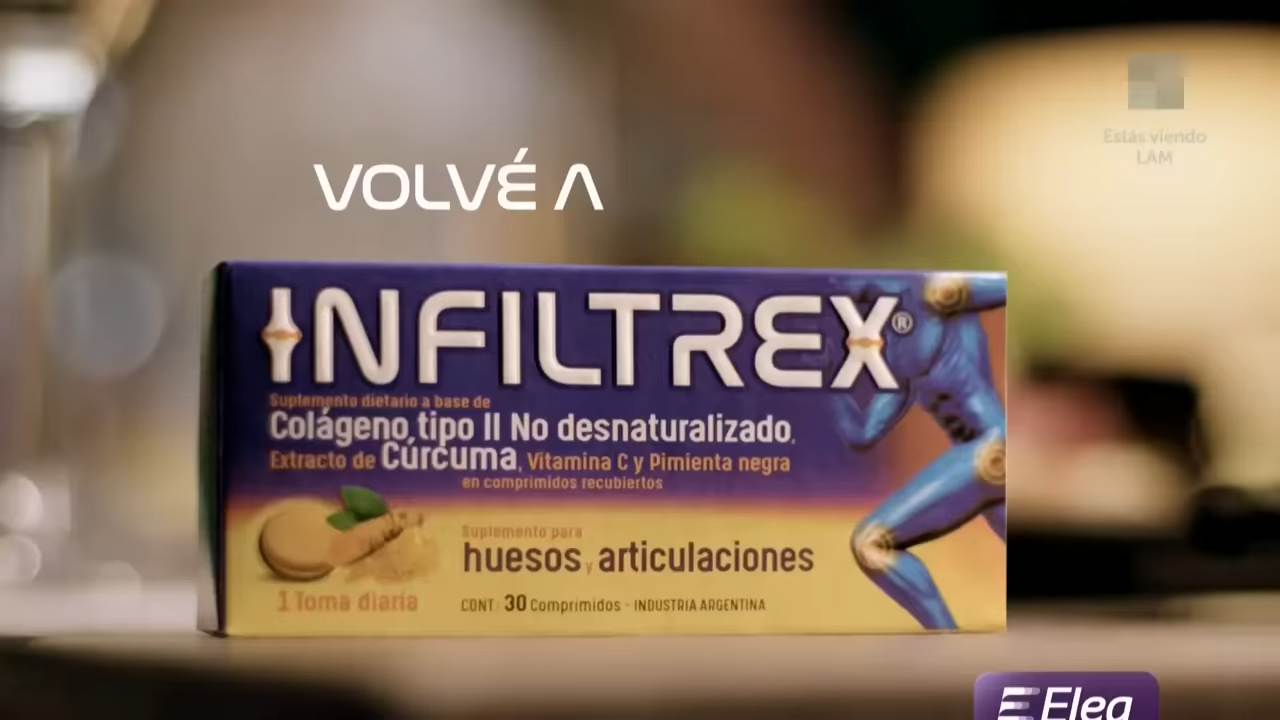 Estás viendo
LAM
VOLVÉ A
INFILTREX®
Suplemento dietario a base de
Colágeno tipo II No desnaturalizado,
Extracto de Cúrcuma, Vitamina C y Pimienta negra
en comprimidos recubiertos
Suplemento para
huesos y articulaciones
1 Toma diaria
CONT: 30 Comprimidos - INDUSTRIA ARGENTINA
Elea